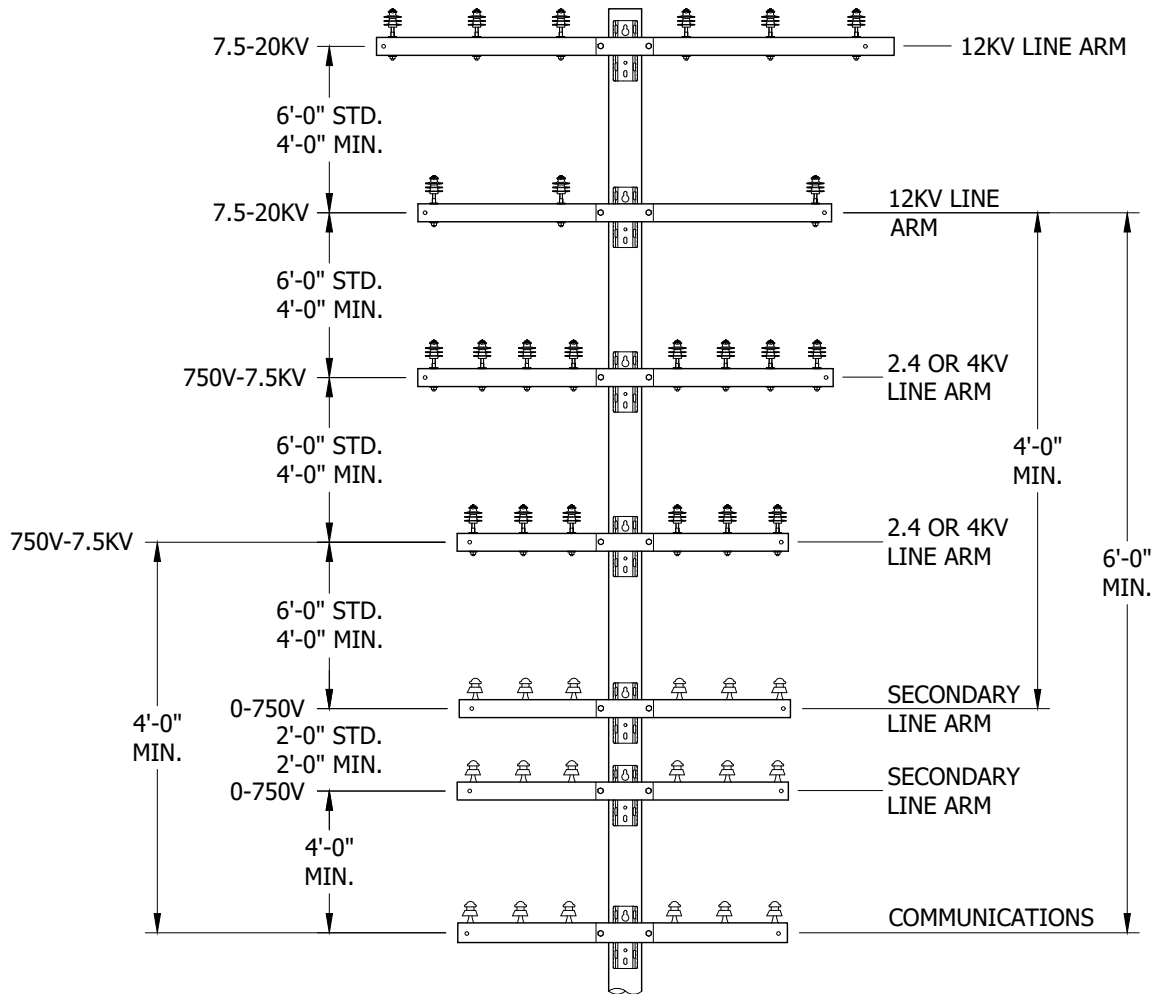 7.5-20KV
12KV LINE ARM
6'-0" STD.
4'-0" MIN.
7.5-20KV
12KV LINE
ARM
6'-0" STD.
4'-0" MIN.
750V-7.5KV
2.4 OR 4KV
LINE ARM
6'-0" STD.
4'-0" MIN.
4'-0"
MIN.
750V-7.5KV
2.4 OR 4KV
LINE ARM
6'-0"
MIN.
6'-0" STD.
4'-0" MIN.
0-750V
SECONDARY
LINE ARM
4'-0"
MIN.
2'-0" STD.
2'-0" MIN.
0-750V
SECONDARY
LINE ARM
4'-0"
MIN.
COMMUNICATIONS